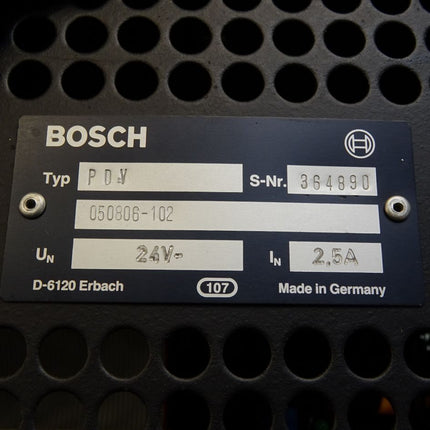 BOSCH
Typ PDV S-Nr. 364890
050806-102
UN 24V- IN 2,5A
D-6120 Erbach 107 Made in Germany